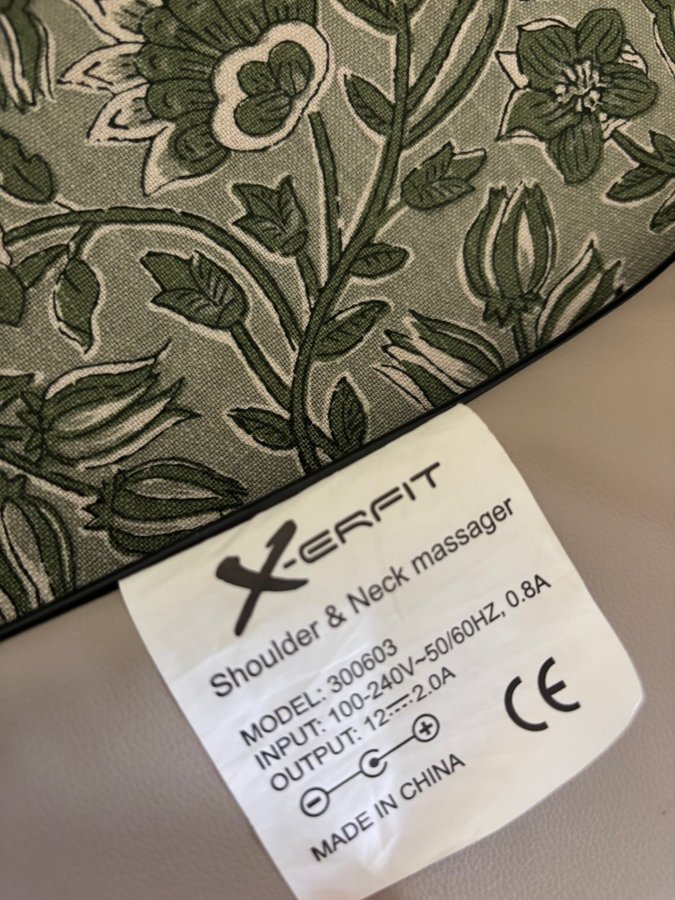 X-ERFIT
Shoulder & Neck massager
MODEL: 300603
INPUT: 100-240V~50/60HZ, 0.8A
OUTPUT: 12⎓2.0A
MADE IN CHINA
CE